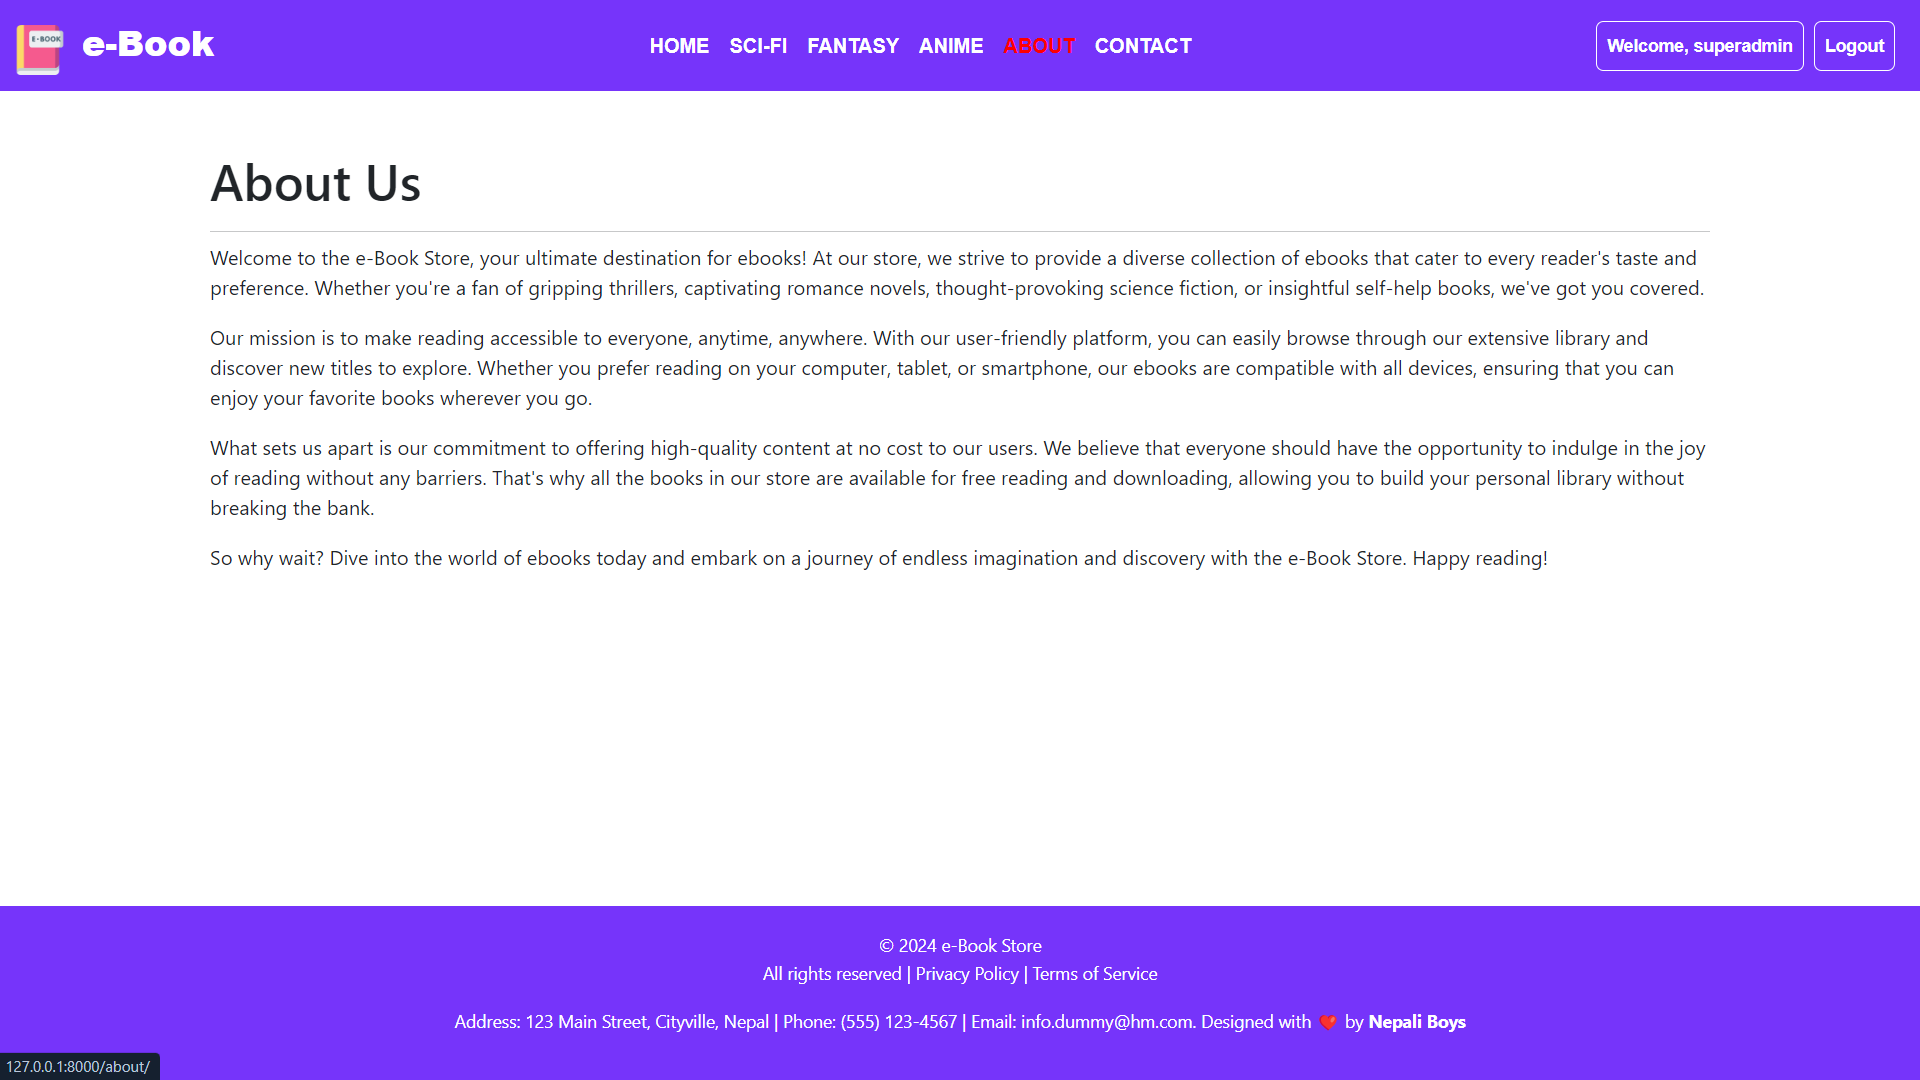 E-BOOK
e-Book
HOME SCI-FI FANTASY ANIME ABOUT CONTACT
Welcome, superadmin
Logout
About Us
Welcome to the e-Book Store, your ultimate destination for ebooks! At our store, we strive to provide a diverse collection of ebooks that cater to every reader's taste and
preference. Whether you're a fan of gripping thrillers, captivating romance novels, thought-provoking science fiction, or insightful self-help books, we've got you covered.
Our mission is to make reading accessible to everyone, anytime, anywhere. With our user-friendly platform, you can easily browse through our extensive library and
discover new titles to explore. Whether you prefer reading on your computer, tablet, or smartphone, our ebooks are compatible with all devices, ensuring that you can
enjoy your favorite books wherever you go.
What sets us apart is our commitment to offering high-quality content at no cost to our users. We believe that everyone should have the opportunity to indulge in the joy
of reading without any barriers. That's why all the books in our store are available for free reading and downloading, allowing you to build your personal library without
breaking the bank.
So why wait? Dive into the world of ebooks today and embark on a journey of endless imagination and discovery with the e-Book Store. Happy reading!
© 2024 e-Book Store
All rights reserved | Privacy Policy | Terms of Service
Address: 123 Main Street, Cityville, Nepal | Phone: (555) 123-4567 | Email: info.dummy@hm.com. Designed with ❤️ by Nepali Boys
127.0.0.1:8000/about/